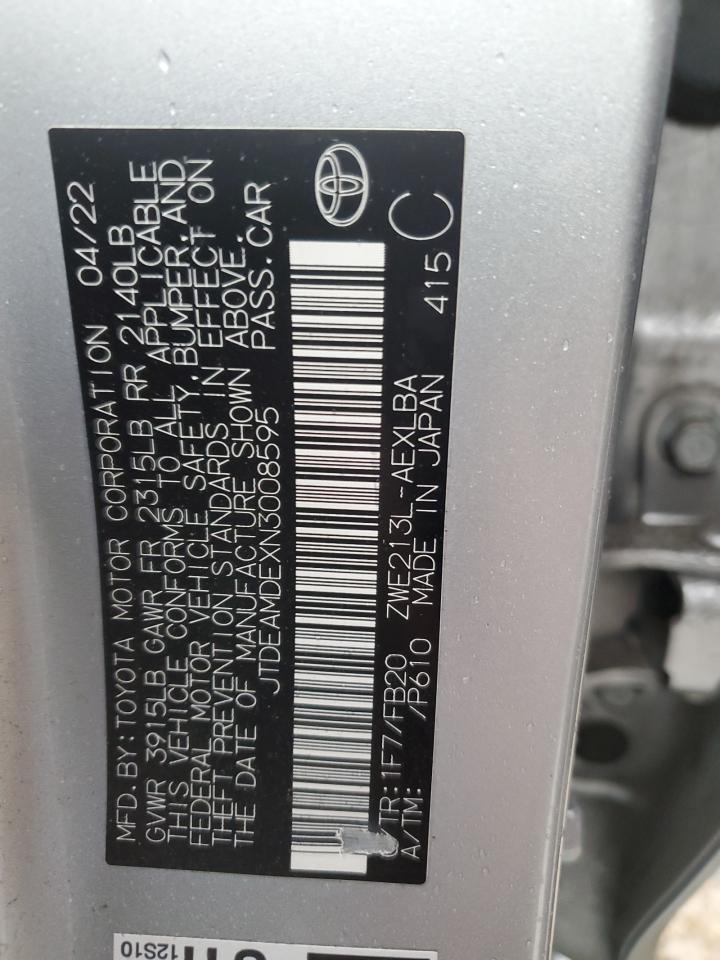 MFD.BY:TOYOTA MOTOR CORPORATION 04/22
GVWR 3915LB GAWR FR 2315LB RR 2140LB
THIS VEHICLE CONFORMS TO ALL APPLICABLE
FEDERAL MOTOR VEHICLE SAFETY, BUMPER, AND
THEFT PREVENTION STANDARDS IN EFFECT ON
THE DATE OF MANUFACTURE SHOWN ABOVE.
JTDEAMDEXN3008595 PASS.CAR
/TR:1F7/FB20 ZWE213L-AEXLBA 415 C
A/TM: /P610 MADE IN JAPAN
12S10